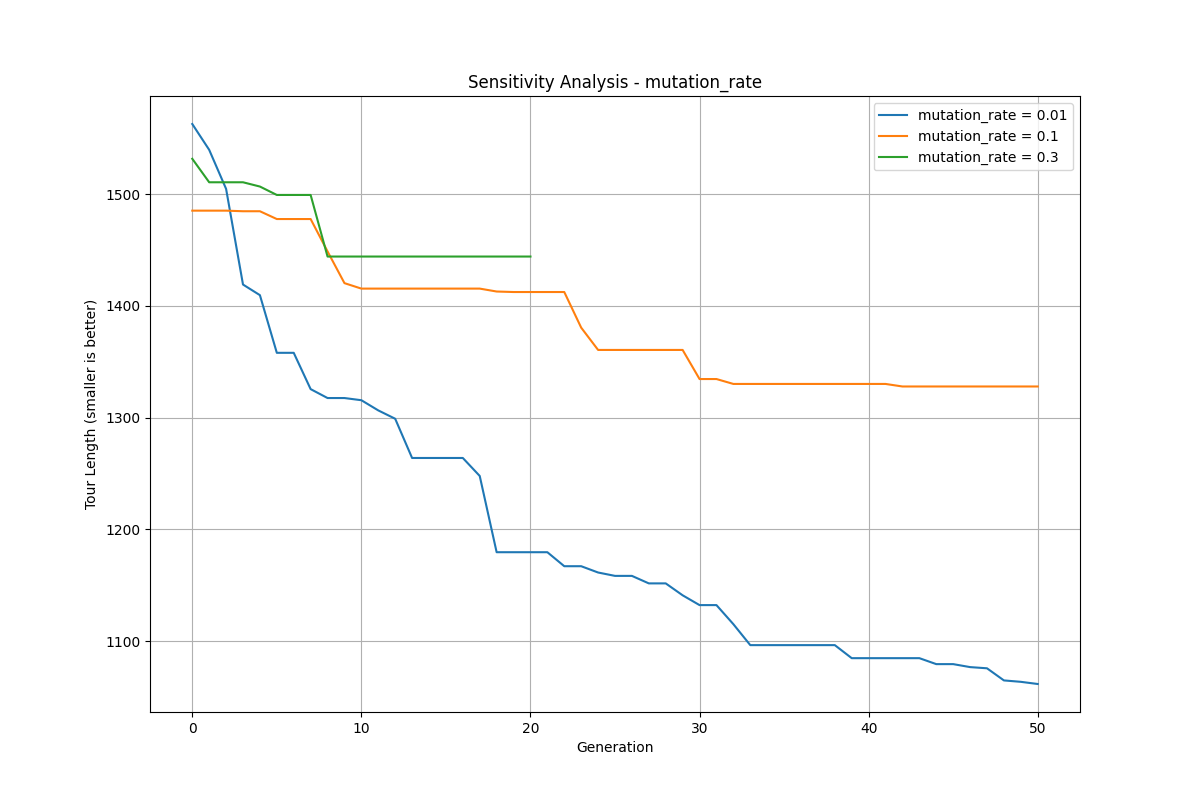 Sensitivity Analysis - mutation_rate
mutation_rate = 0.01
mutation_rate = 0.1
mutation_rate = 0.3
Tour Length (smaller is better)
1500
1400
1300
1200
1100
0 10 20 30 40 50
Generation